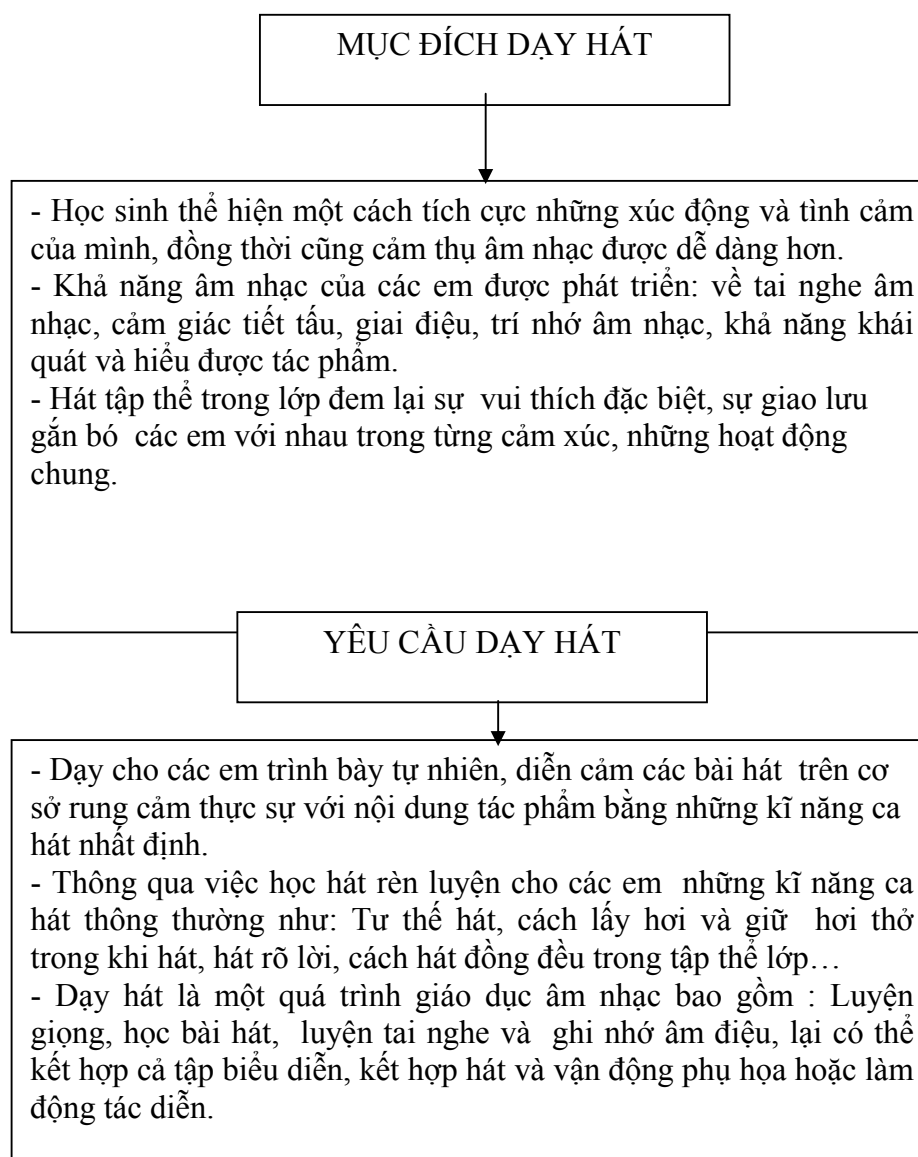 MỤC ĐÍCH DẠY HÁT
- Học sinh thể hiện một cách tích cực những xúc động và tình cảm
của mình, đồng thời cũng cảm thụ âm nhạc được dễ dàng hơn.
- Khả năng âm nhạc của các em được phát triển: về tai nghe âm
nhạc, cảm giác tiết tấu, giai điệu, trí nhớ âm nhạc, khả năng khái
quát và hiểu được tác phẩm.
- Hát tập thể trong lớp đem lại sự vui thích đặc biệt, sự giao lưu
gắn bó các em với nhau trong từng cảm xúc, những hoạt động
chung.
YÊU CẦU DẠY HÁT
- Dạy cho các em trình bày tự nhiên, diễn cảm các bài hát trên cơ
sở rung cảm thực sự với nội dung tác phẩm bằng những kĩ năng ca
hát nhất định.
- Thông qua việc học hát rèn luyện cho các em những kĩ năng ca
hát thông thường như: Tư thế hát, cách lấy hơi và giữ hơi thở
trong khi hát, hát rõ lời, cách hát đồng đều trong tập thể lớp…
- Dạy hát là một quá trình giáo dục âm nhạc bao gồm : Luyện
giọng, học bài hát, luyện tai nghe và ghi nhớ âm điệu, lại có thể
kết hợp cả tập biểu diễn, kết hợp hát và vận động phụ họa hoặc làm
động tác diễn.